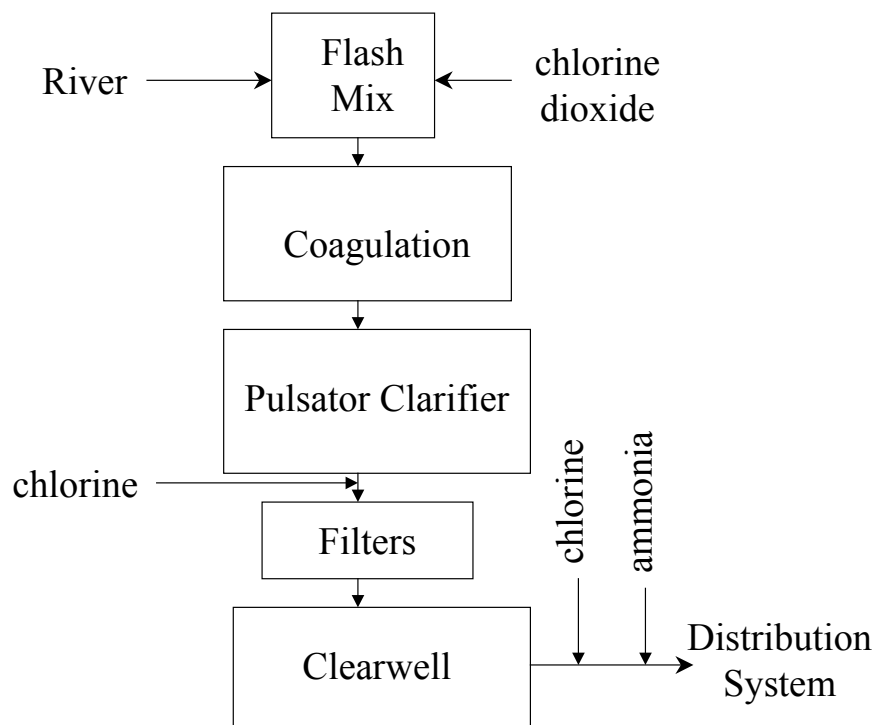 River
Flash
Mix
chlorine
dioxide
Coagulation
Pulsator Clarifier
chlorine
Filters
chlorine
ammonia
Clearwell
Distribution
System